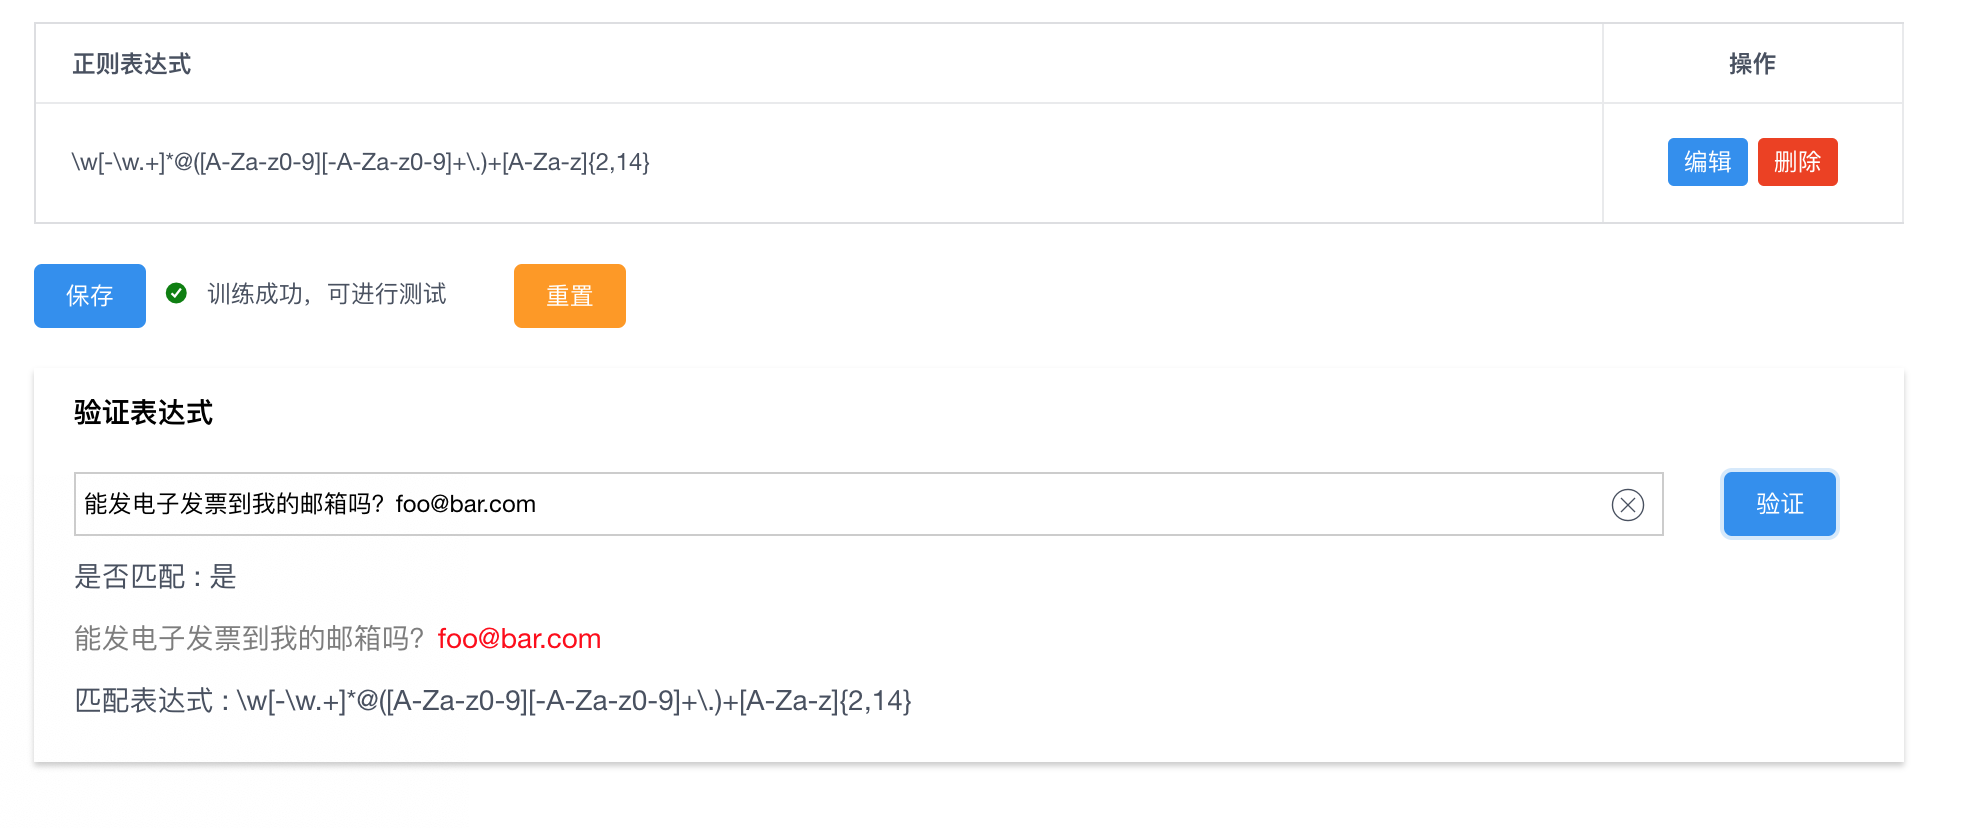 正则表达式 操作
\w[-\w.+]*@([A-Za-z0-9][-A-Za-z0-9]+\.)+[A-Za-z]{2,14} 编辑 删除
保存 训练成功，可进行测试 重置
验证表达式
能发电子发票到我的邮箱吗？foo@bar.com 验证
是否匹配 : 是
能发电子发票到我的邮箱吗？foo@bar.com
匹配表达式 : \w[-\w.+]*@([A-Za-z0-9][-A-Za-z0-9]+\.)+[A-Za-z]{2,14}